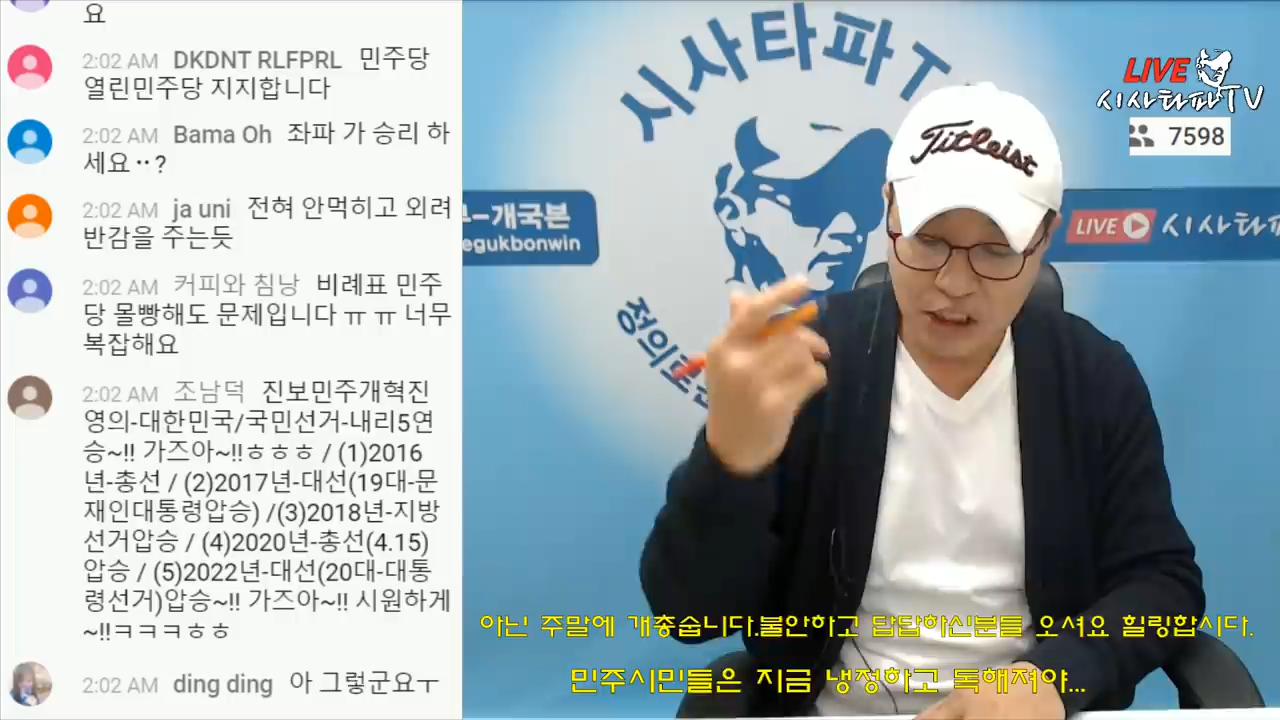 요
2:02 AM DKDNT RLFPRL 민주당
열린민주당 지지합니다
2:02 AM Bama Oh 좌파 가 승리 하
세요··?
2:02 AM ja uni 전혀 안먹히고 외려
반감을 주는듯
2:02 AM 커피와 침낭 비례표 민주
당 몰빵해도 문제입니다ㅠㅠ너무
복잡해요
2:02 AM 조남덕 진보민주개혁진
영의-대한민국/국민선거-내리5연
승~!! 가즈아~!!ㅎㅎㅎ / (1)2016
년-총선 / (2)2017년-대선(19대-문
재인대통령압승) /(3)2018년-지방
선거압승 / (4)2020년-총선(4.15)
압승 / (5)2022년-대선(20대-대통
령선거)압승~!! 가즈아~!! 시원하게
~!!ㅋㅋㅋㅎㅎ
2:02 AM ding ding 아 그렇군요ㅜ
시사타파T
정의로
-개국본
egukbonwin
LIVE
시사타파TV
7598
LIVE 시사타파
아닌 주말에 개총습니다.불안하고 답답하신분들 오셔요 힐링합시다.
민주시민들은 지금 냉정하고 독해져야...